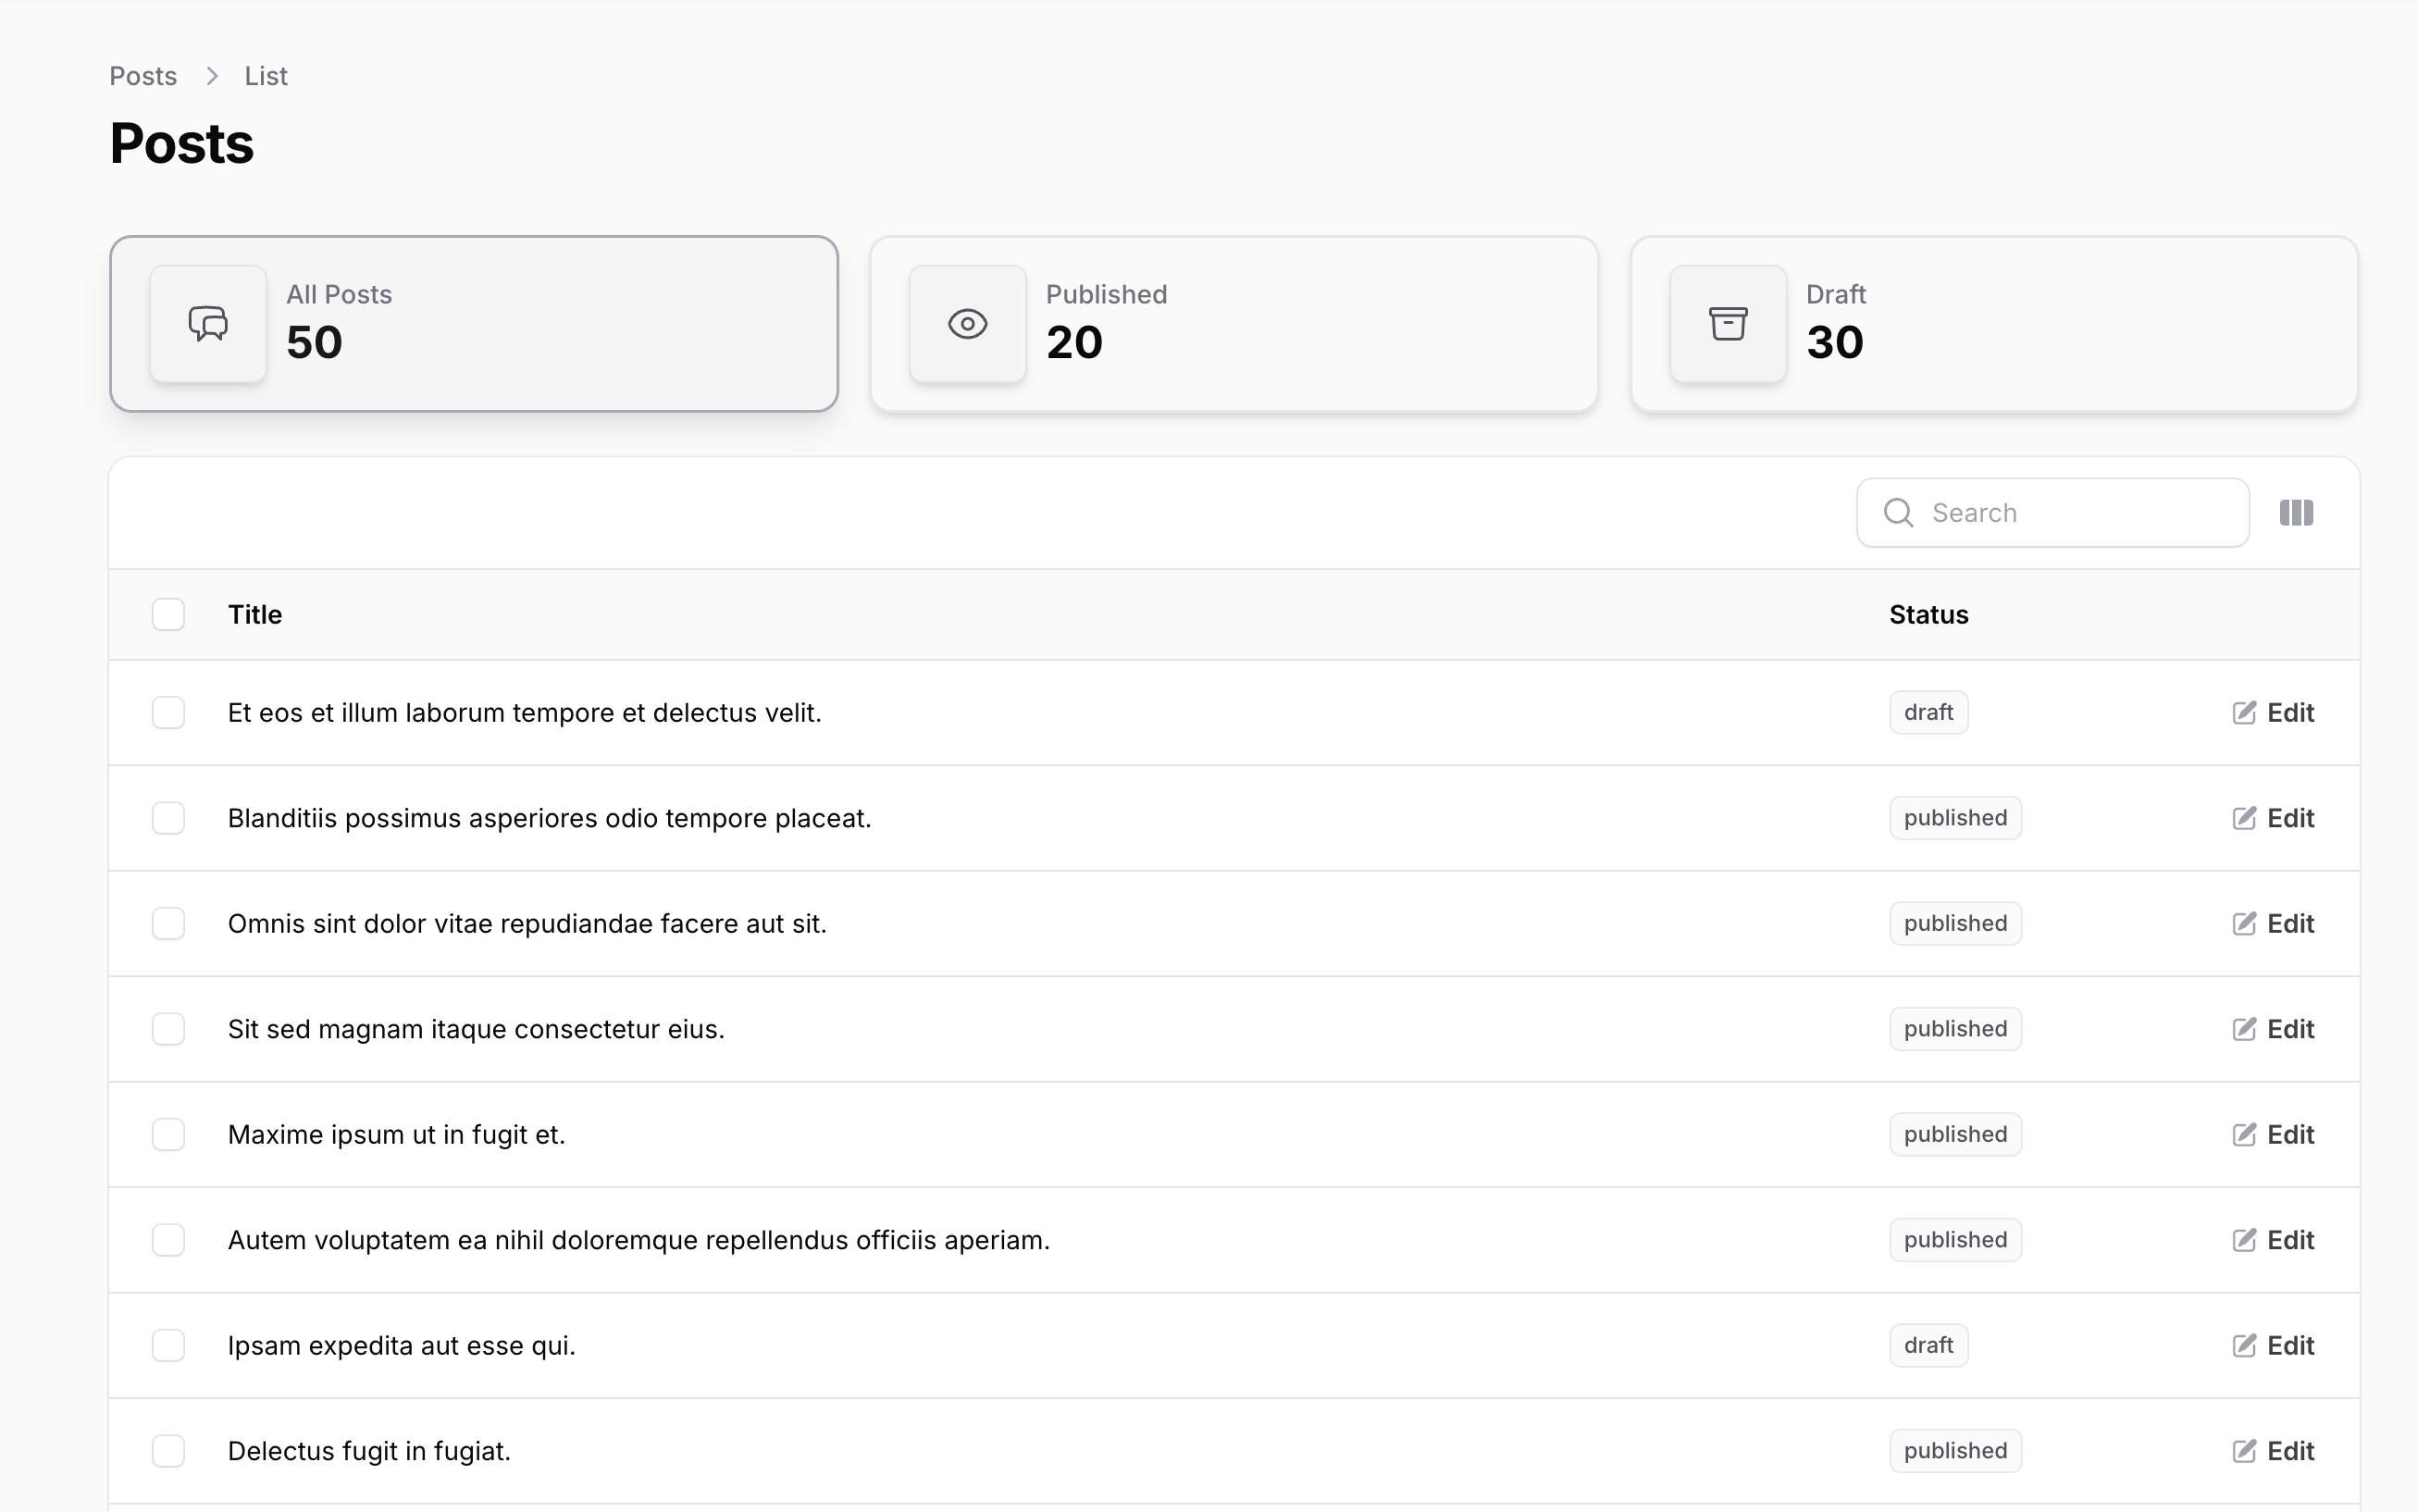 Posts > List
Posts
All Posts
50
Published
20
Draft
30
Search
Title Status
Et eos et illum laborum tempore et delectus velit. draft Edit
Blanditiis possimus asperiores odio tempore placeat. published Edit
Omnis sint dolor vitae repudiandae facere aut sit. published Edit
Sit sed magnam itaque consectetur eius. published Edit
Maxime ipsum ut in fugit et. published Edit
Autem voluptatem ea nihil doloremque repellendus officiis aperiam. published Edit
Ipsam expedita aut esse qui. draft Edit
Delectus fugit in fugiat. published Edit